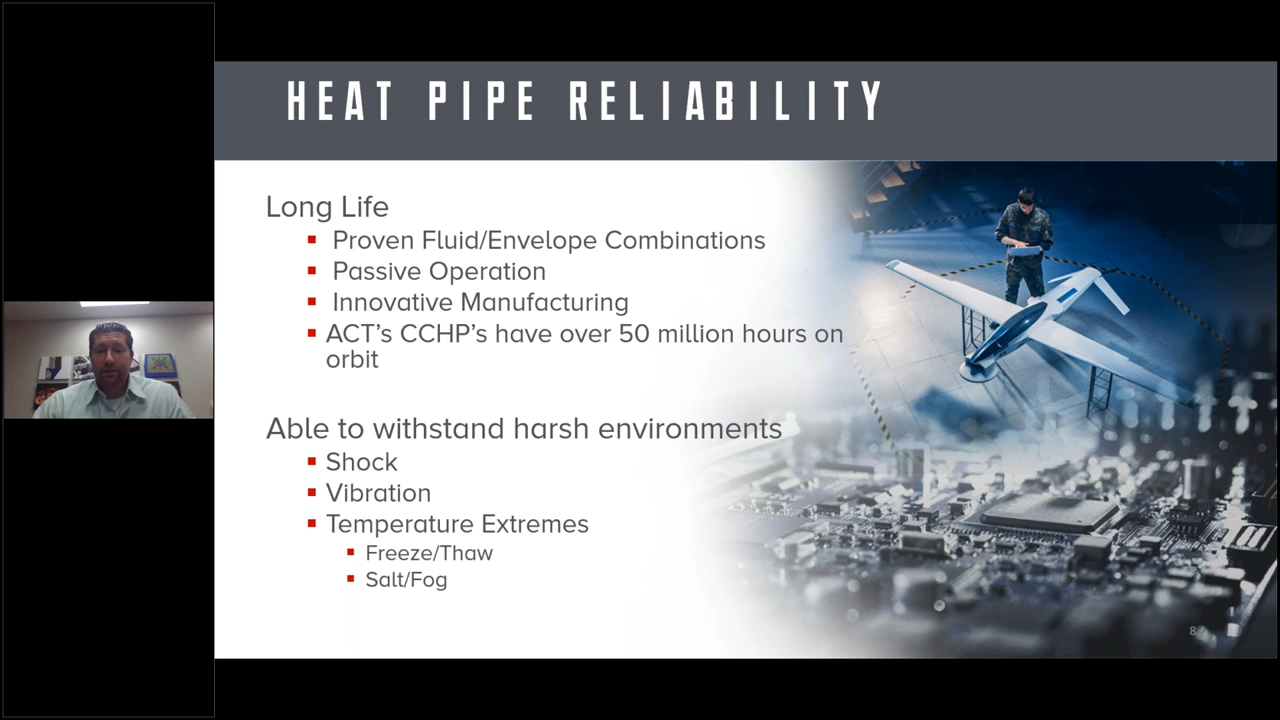 HEAT PIPE RELIABILITY
Long Life
Proven Fluid/Envelope Combinations
Passive Operation
Innovative Manufacturing
ACT’s CCHP’s have over 50 million hours on
orbit
Able to withstand harsh environments
Shock
Vibration
Temperature Extremes
Freeze/Thaw
Salt/Fog
8